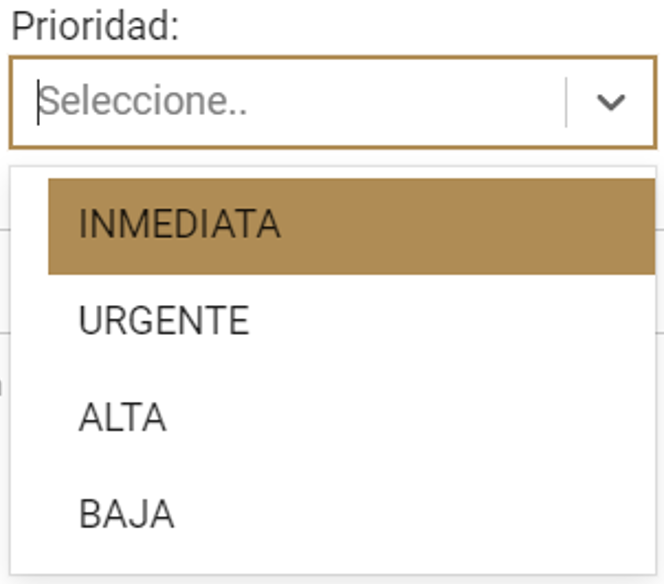 Prioridad:
Seleccione..
INMEDIATA
URGENTE
ALTA
BAJA